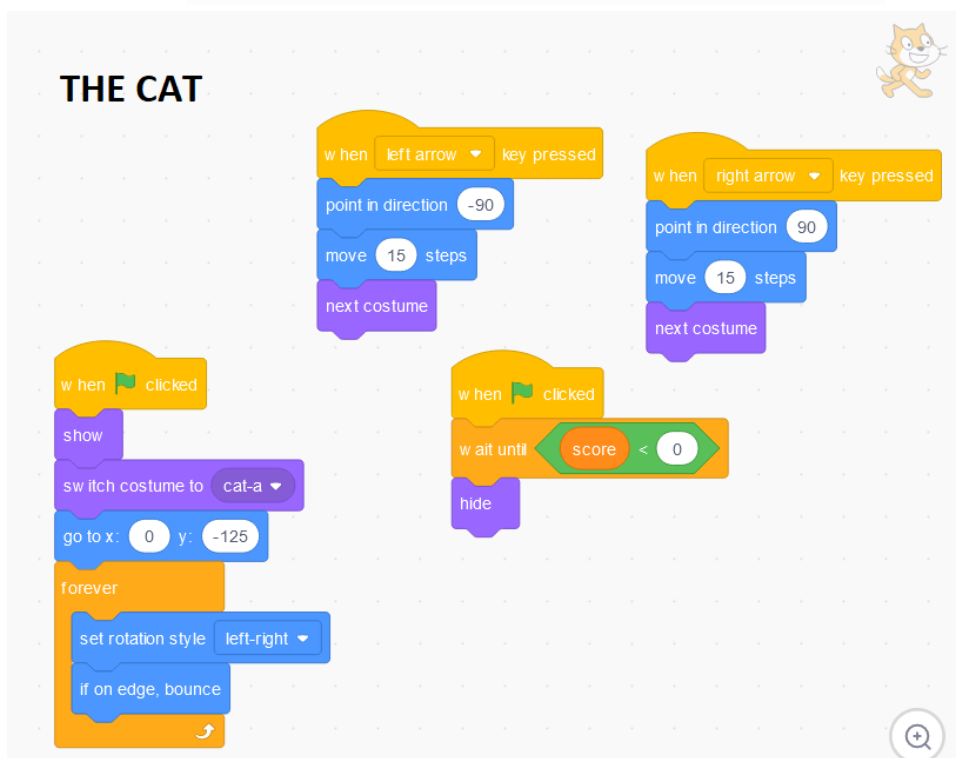 THE CAT
when left arrow key pressed
point in direction -90
move 15 steps
next costume
when right arrow key pressed
point in direction 90
move 15 steps
next costume
when clicked
show
switch costume to cat-a
go to x: 0 y: -125
forever
set rotation style left-right
if on edge, bounce
when clicked
wait until score < 0
hide